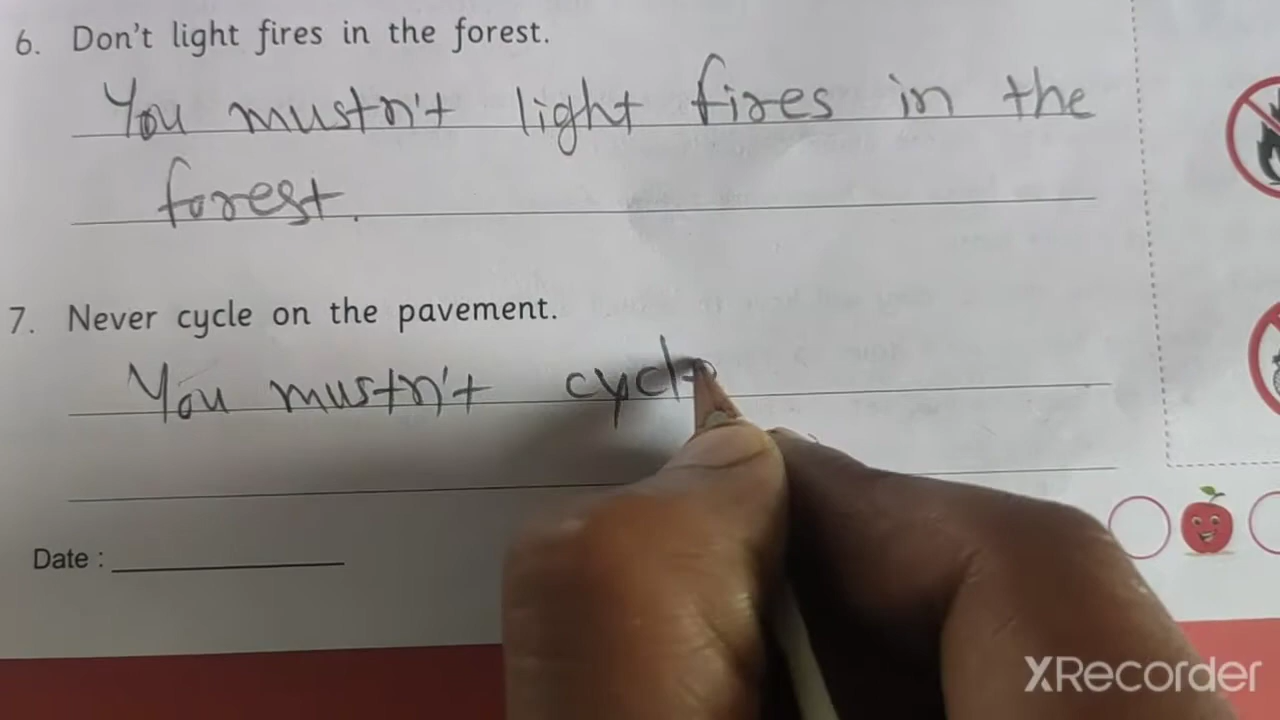 6. Don't light fires in the forest.
You mustn't light fires in the
forest.
7. Never cycle on the pavement.
You mustn't cycle
Date :
XRecorder